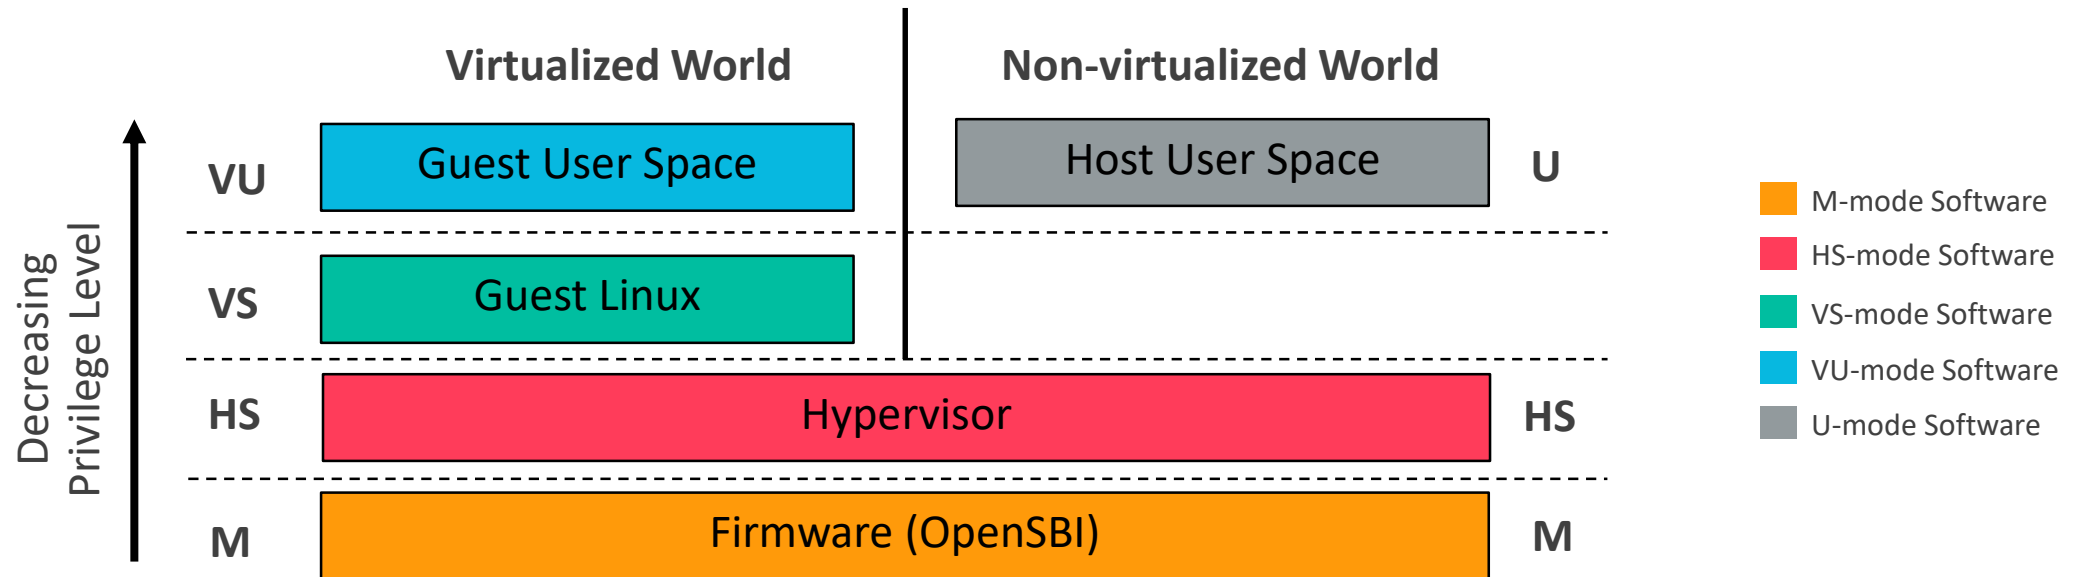 Virtualized World
Non-virtualized World
Decreasing
Privilege Level
VU
Guest User Space
Host User Space
U
VS
Guest Linux
HS
Hypervisor
HS
M
Firmware (OpenSBI)
M
M-mode Software
HS-mode Software
VS-mode Software
VU-mode Software
U-mode Software